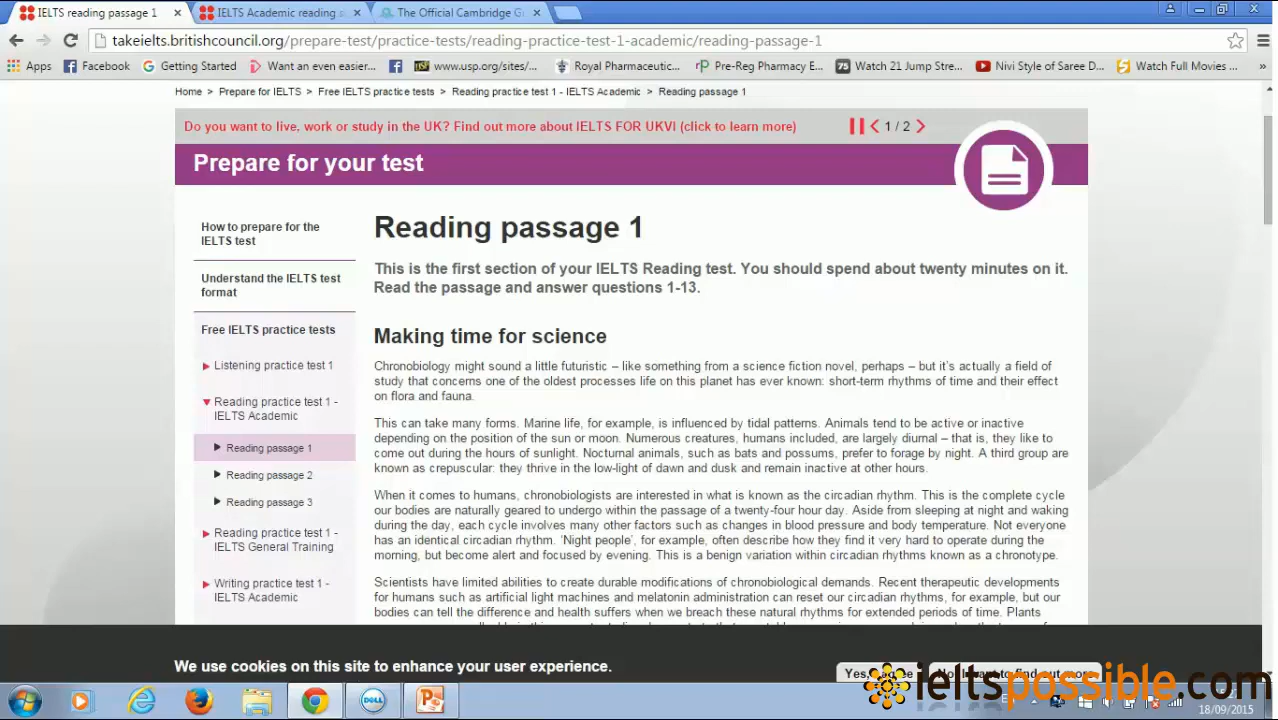 IELTS reading passage 1
IELTS Academic reading s
The Official Cambridge G
takeielts.britishcouncil.org/prepare-test/practice-tests/reading-practice-test-1-academic/reading-passage-1
Apps Facebook Getting Started Want an even easier... www.usp.org/sites/... Royal Pharmaceutic... Pre-Reg Pharmacy E... 75 Watch 21 Jump Stre... Nivi Style of Saree D... Watch Full Movies ... »
Home > Prepare for IELTS > Free IELTS practice tests > Reading practice test 1 - IELTS Academic > Reading passage 1
Do you want to live, work or study in the UK? Find out more about IELTS FOR UKVI (click to learn more)
1 / 2
Prepare for your test
How to prepare for the
IELTS test
Understand the IELTS test
format
Free IELTS practice tests
Listening practice test 1
Reading practice test 1 -
IELTS Academic
Reading passage 1
Reading passage 2
Reading passage 3
Reading practice test 1 -
IELTS General Training
Writing practice test 1 -
IELTS Academic
Reading passage 1
This is the first section of your IELTS Reading test. You should spend about twenty minutes on it.
Read the passage and answer questions 1-13.
Making time for science
Chronobiology might sound a little futuristic – like something from a science fiction novel, perhaps – but it's actually a field of
study that concerns one of the oldest processes life on this planet has ever known: short-term rhythms of time and their effect
on flora and fauna.
This can take many forms. Marine life, for example, is influenced by tidal patterns. Animals tend to be active or inactive
depending on the position of the sun or moon. Numerous creatures, humans included, are largely diurnal – that is, they like to
come out during the hours of sunlight. Nocturnal animals, such as bats and possums, prefer to forage by night. A third group are
known as crepuscular: they thrive in the low-light of dawn and dusk and remain inactive at other hours.
When it comes to humans, chronobiologists are interested in what is known as the circadian rhythm. This is the complete cycle
our bodies are naturally geared to undergo within the passage of a twenty-four hour day. Aside from sleeping at night and waking
during the day, each cycle involves many other factors such as changes in blood pressure and body temperature. Not everyone
has an identical circadian rhythm. 'Night people', for example, often describe how they find it very hard to operate during the
morning, but become alert and focused by evening. This is a benign variation within circadian rhythms known as a chronotype.
Scientists have limited abilities to create durable modifications of chronobiological demands. Recent therapeutic developments
for humans such as artificial light machines and melatonin administration can reset our circadian rhythms, for example, but our
bodies can tell the difference and health suffers when we breach these natural rhythms for extended periods of time. Plants
We use cookies on this site to enhance your user experience.
ieltspossible.com
DELL
18/09/2015